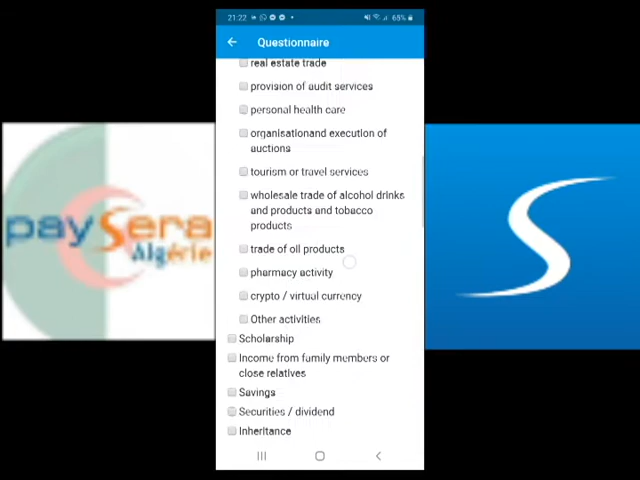 21:22
68%
Questionnaire
real estate trade
provision of audit services
personal health care
organisationand execution of
auctions
tourism or travel services
wholesale trade of alcohol drinks
and products and tobacco
products
trade of oil products
pharmacy activity
crypto / virtual currency
Other activities
Scholarship
Income from family members or
close relatives
Savings
Securities / dividend
Inheritance
paysera
Algérie